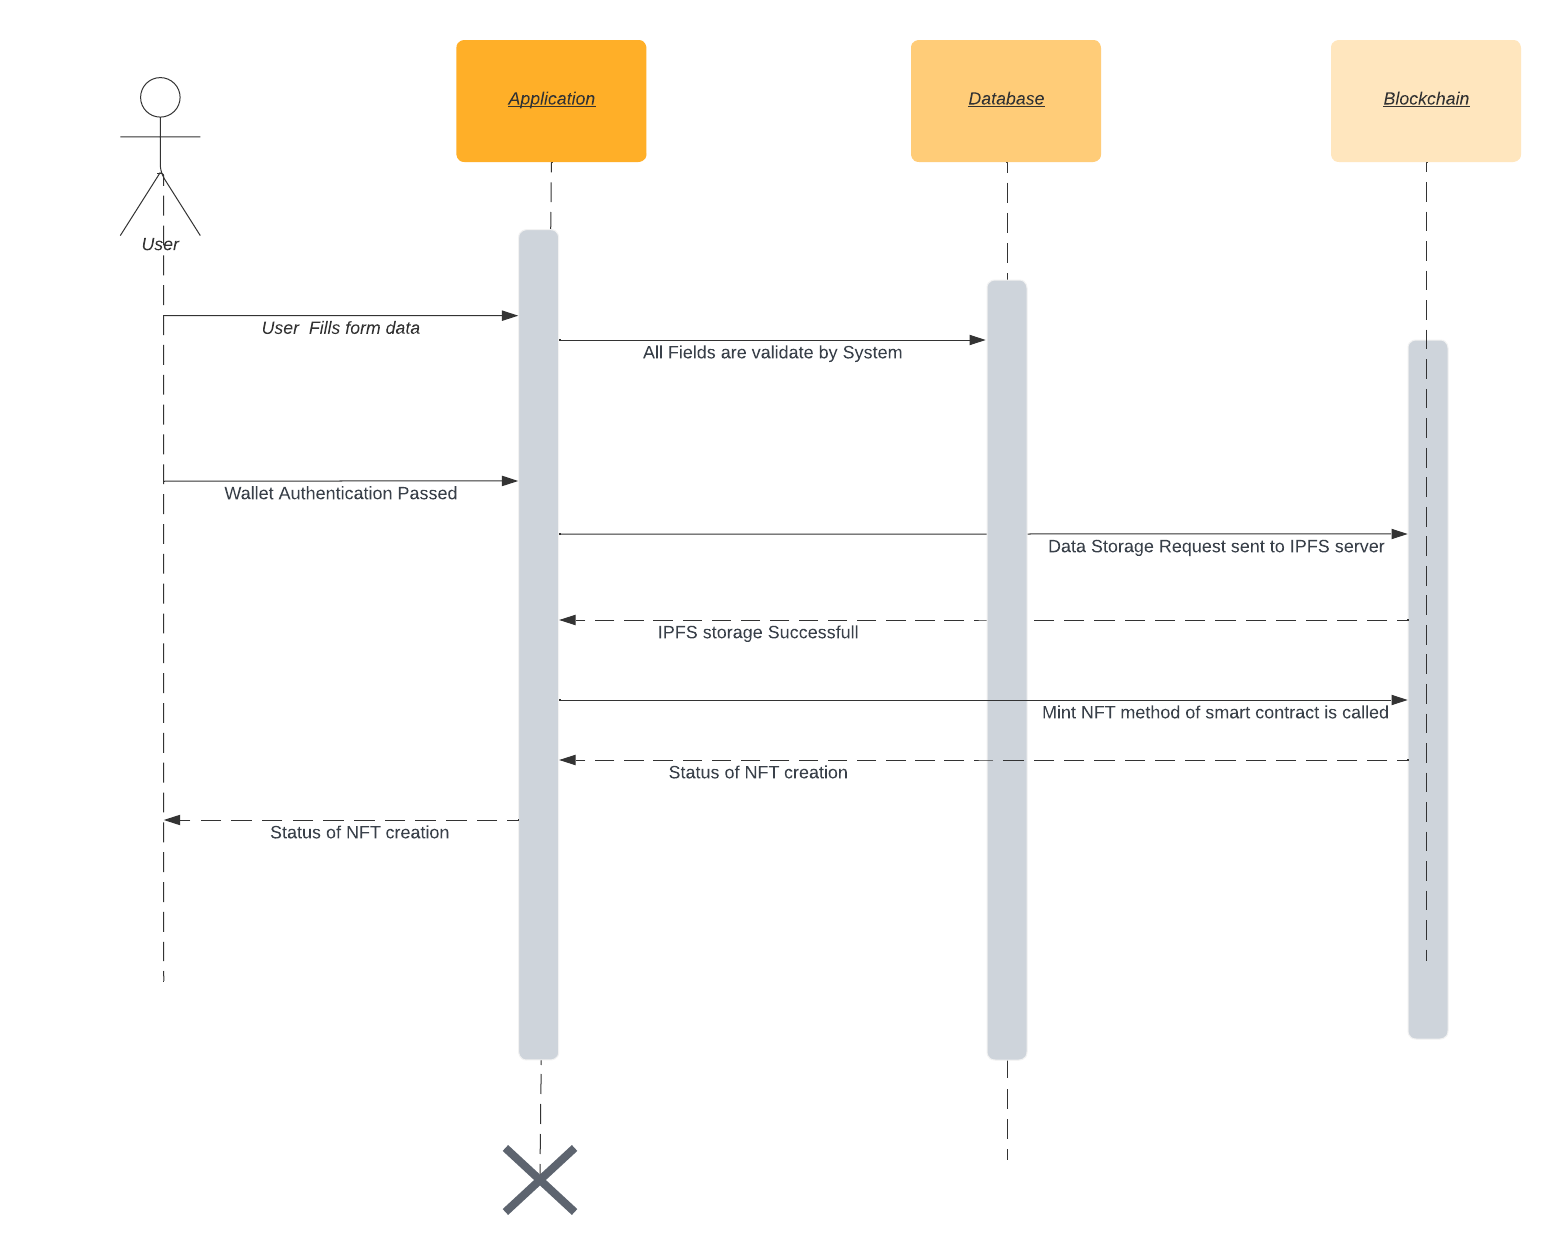 Application
Database
Blockchain
User
User  Fills form data
All Fields are validate by System
Wallet Authentication Passed
Data Storage Request sent to IPFS server
IPFS storage Successfull
Mint NFT method of smart contract is called
Status of NFT creation
Status of NFT creation